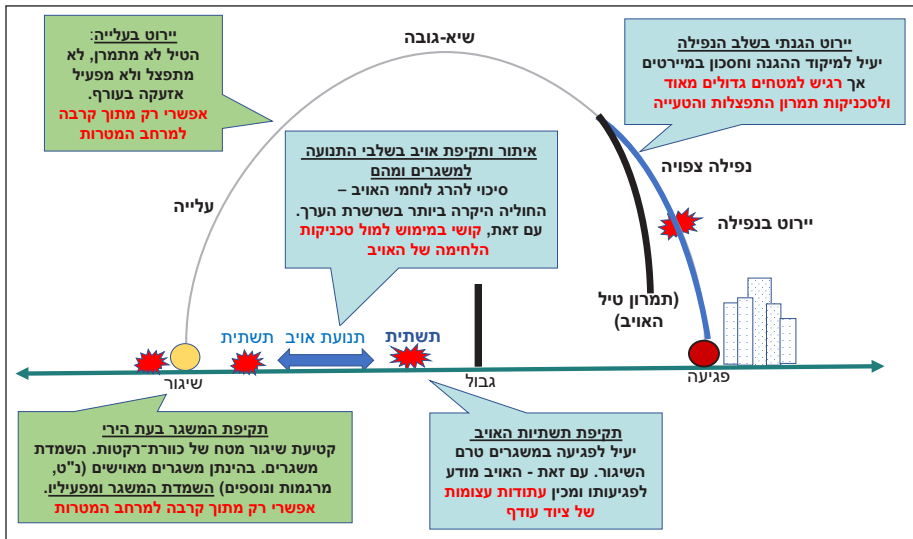 יירוט בעלייה:
הטיל לא מתמרן, לא
מתפצל ולא מפעיל
אזעקה בעורף.
אפשרי רק מתוך קרבה
למרחב המטרות
שיא-גובה
יירוט הגנתי בשלב הנפילה
יעיל למיקוד ההגנה וחסכון במיירטים
אך רגיש למטחים גדולים מאוד
ולטכניקות תמרון התפצלות והטעייה
איתור ותקיפת אויב בשלבי התנועה
למשגרים ומהם
סיכוי להרג לוחמי האויב –
החוליה היקרה ביותר בשרשרת הערך.
עם זאת, קושי במימוש למול טכניקות
הלחימה של האויב
עלייה
נפילה צפויה
יירוט בנפילה
(תמרון טיל
האויב)
תשתית
תנועת אויב
תשתית
שיגור
גבול
פגיעה
תקיפת המשגר בעת הירי
קטיעת שיגור מטח של כוורת־רקטות. השמדת
משגרים. בהינתן משגרים מאוישים (נ"ט,
מרגמות ונוספים) השמדת המשגר ומפעיליו.
אפשרי רק מתוך קרבה למרחב המטרות
תקיפת תשתיות האויב
יעיל לפגיעה במשגרים טרם
השיגור. עם זאת - האויב מודע
לפגיעותו ומכין עתודות עצומות
של ציוד עודף